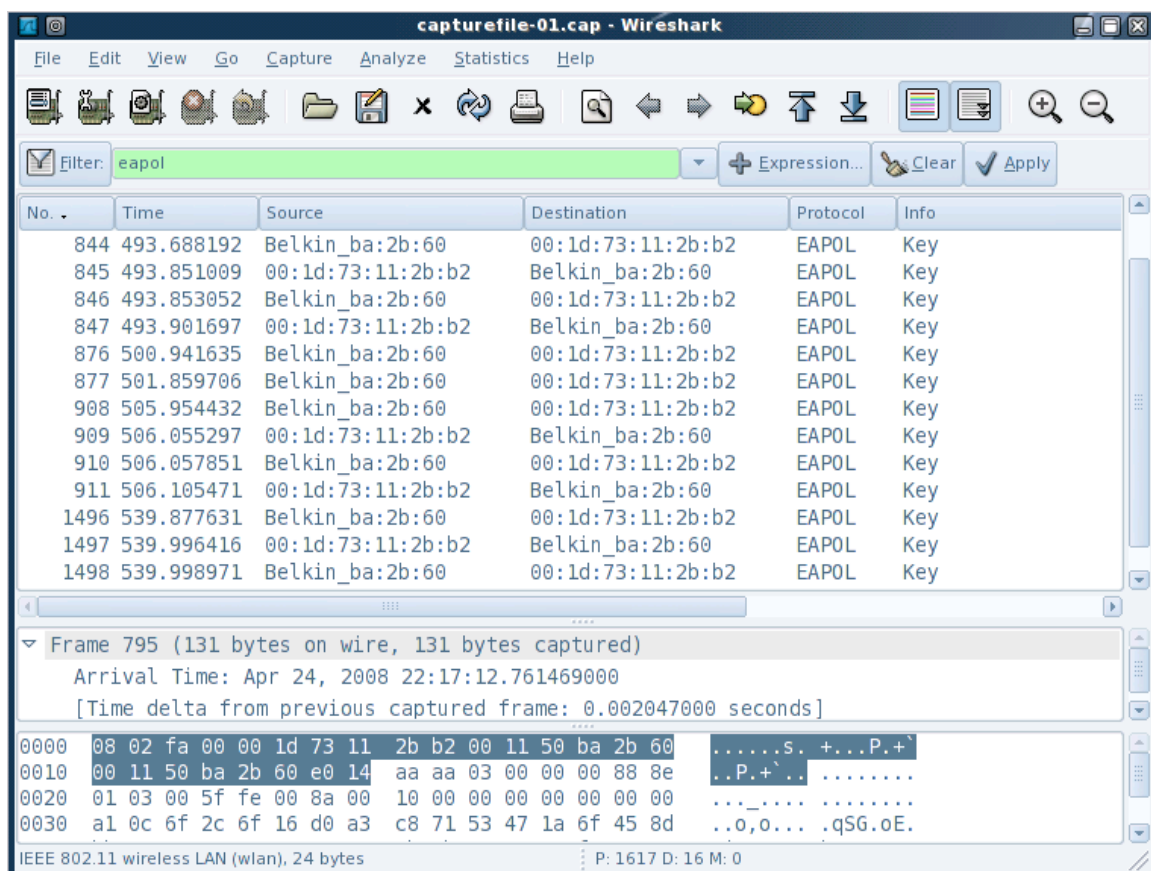 capturefile-01.cap - Wireshark
File Edit View Go Capture Analyze Statistics Help
Filter: eapol Expression... Clear Apply
No. Time Source Destination Protocol Info
844 493.688192 Belkin_ba:2b:60 00:1d:73:11:2b:b2 EAPOL Key
845 493.851009 00:1d:73:11:2b:b2 Belkin_ba:2b:60 EAPOL Key
846 493.853052 Belkin_ba:2b:60 00:1d:73:11:2b:b2 EAPOL Key
847 493.901697 00:1d:73:11:2b:b2 Belkin_ba:2b:60 EAPOL Key
876 500.941635 Belkin_ba:2b:60 00:1d:73:11:2b:b2 EAPOL Key
877 501.859706 Belkin_ba:2b:60 00:1d:73:11:2b:b2 EAPOL Key
908 505.954432 Belkin_ba:2b:60 00:1d:73:11:2b:b2 EAPOL Key
909 506.055297 00:1d:73:11:2b:b2 Belkin_ba:2b:60 EAPOL Key
910 506.057851 Belkin_ba:2b:60 00:1d:73:11:2b:b2 EAPOL Key
911 506.105471 00:1d:73:11:2b:b2 Belkin_ba:2b:60 EAPOL Key
1496 539.877631 Belkin_ba:2b:60 00:1d:73:11:2b:b2 EAPOL Key
1497 539.996416 00:1d:73:11:2b:b2 Belkin_ba:2b:60 EAPOL Key
1498 539.998971 Belkin_ba:2b:60 00:1d:73:11:2b:b2 EAPOL Key
Frame 795 (131 bytes on wire, 131 bytes captured)
Arrival Time: Apr 24, 2008 22:17:12.761469000
[Time delta from previous captured frame: 0.002047000 seconds]
0000 08 02 fa 00 00 1d 73 11 2b b2 00 11 50 ba 2b 60 ......s. +...P.+`
0010 00 11 50 ba 2b 60 e0 14 aa aa 03 00 00 00 88 8e ..P.+`.. ........
0020 01 03 00 5f fe 00 8a 00 10 00 00 00 00 00 00 00 ..._.... ........
0030 a1 0c 6f 2c 6f 16 d0 a3 c8 71 53 47 1a 6f 45 8d ..o,o... .qSG.oE.
IEEE 802.11 wireless LAN (wlan), 24 bytes P: 1617 D: 16 M: 0